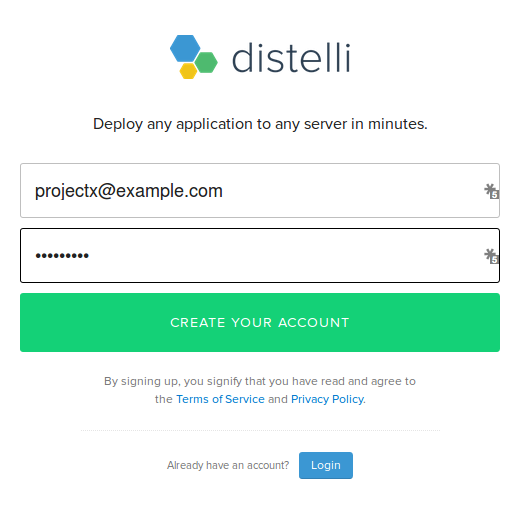 distelli
Deploy any application to any server in minutes.
projectx@example.com
•••••••••
CREATE YOUR ACCOUNT
By signing up, you signify that you have read and agree to
the Terms of Service and Privacy Policy.
Already have an account? Login